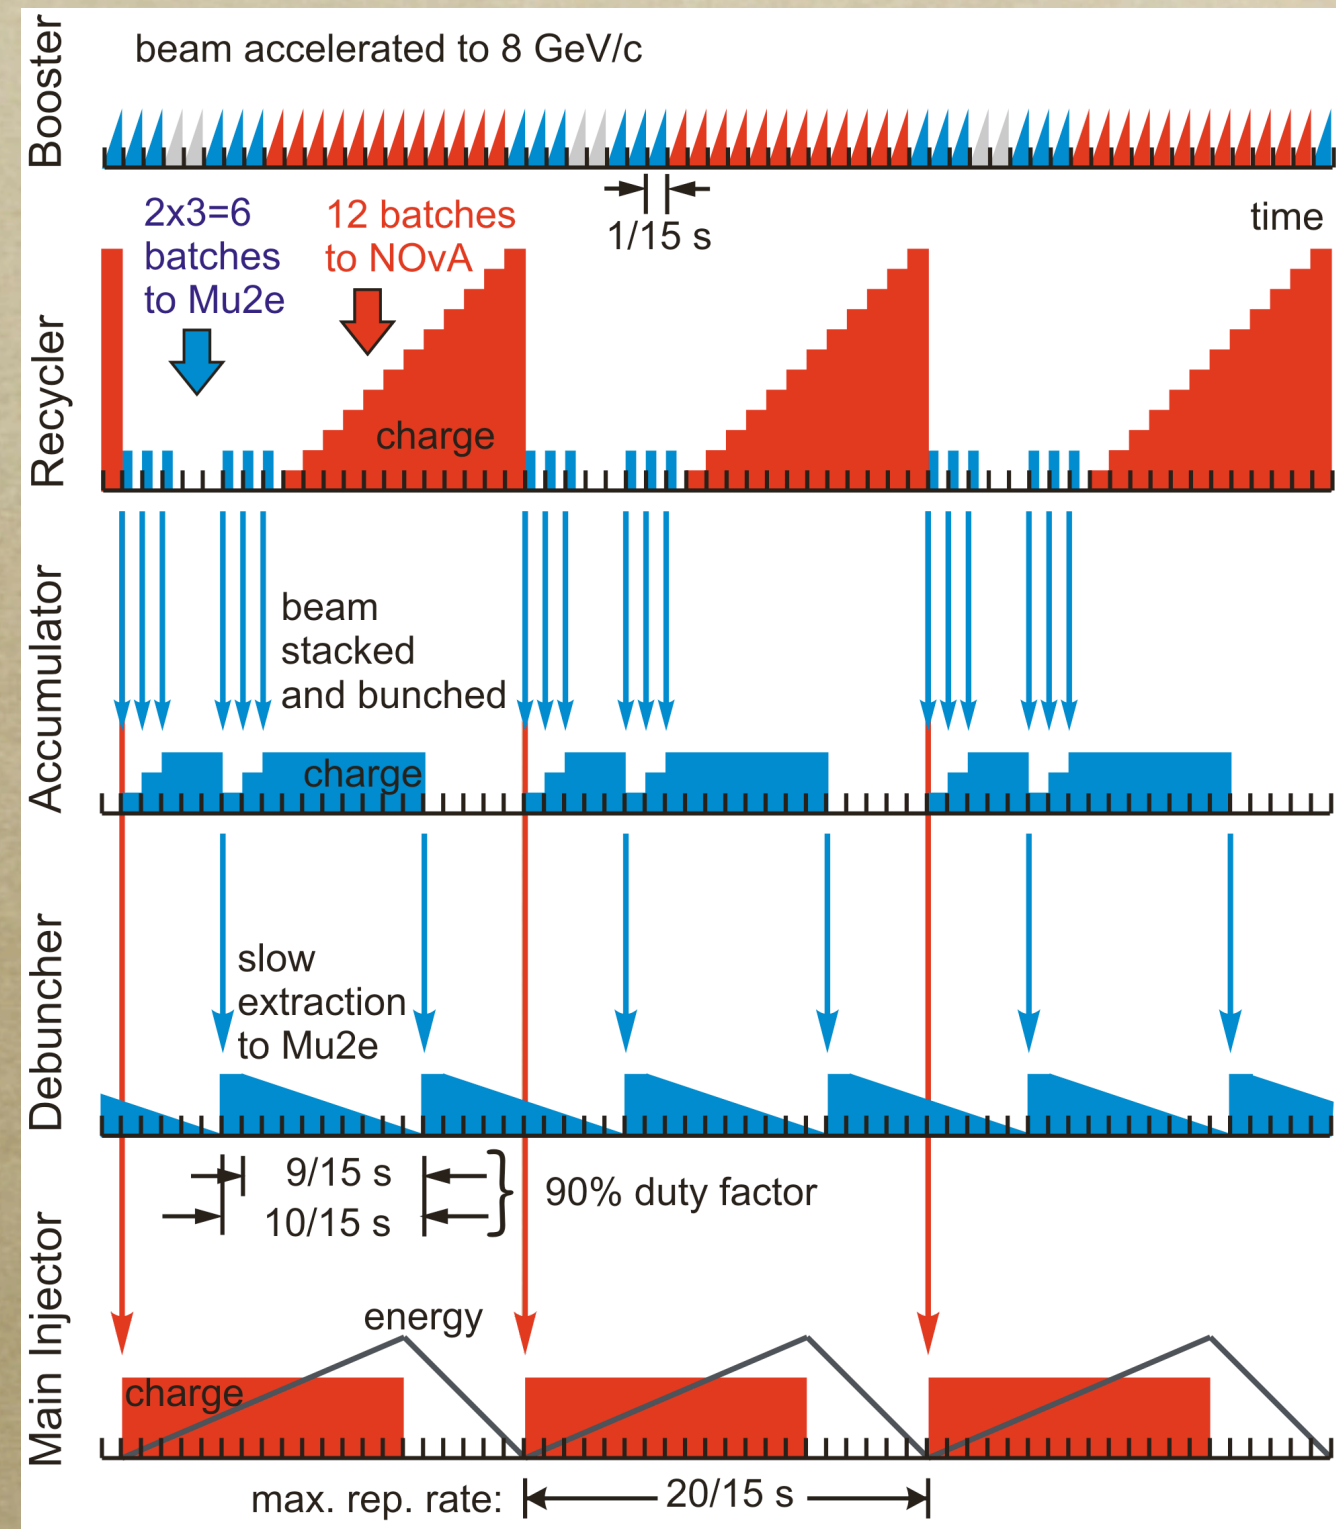 Booster
beam accelerated to 8 GeV/c
1/15 s
time
Recycler
2x3=6
batches
to Mu2e
12 batches
to NOvA
charge
Accumulator
beam
stacked
and bunched
charge
Debuncher
slow
extraction
to Mu2e
9/15 s
10/15 s
90% duty factor
Main Injector
energy
charge
max. rep. rate:
20/15 s